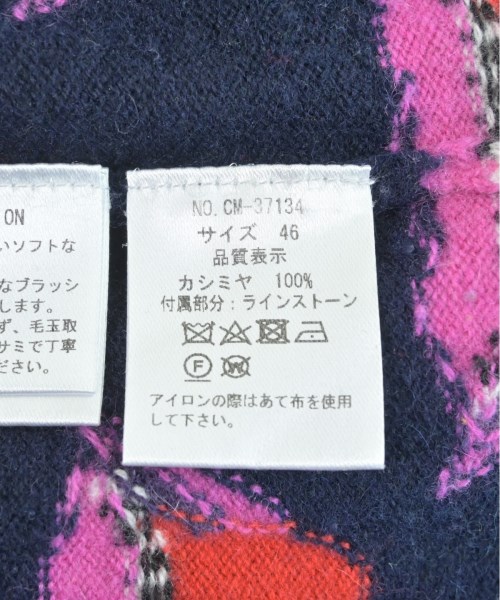 ON
いソフトな
なブラッシ
します。
ず、毛玉取
サミで丁寧
ださい。
NO. CM-37134
サイズ 46
品質表示
カシミヤ 100%
付属部分:ラインストーン
F W
アイロンの際はあて布を使用
して下さい。